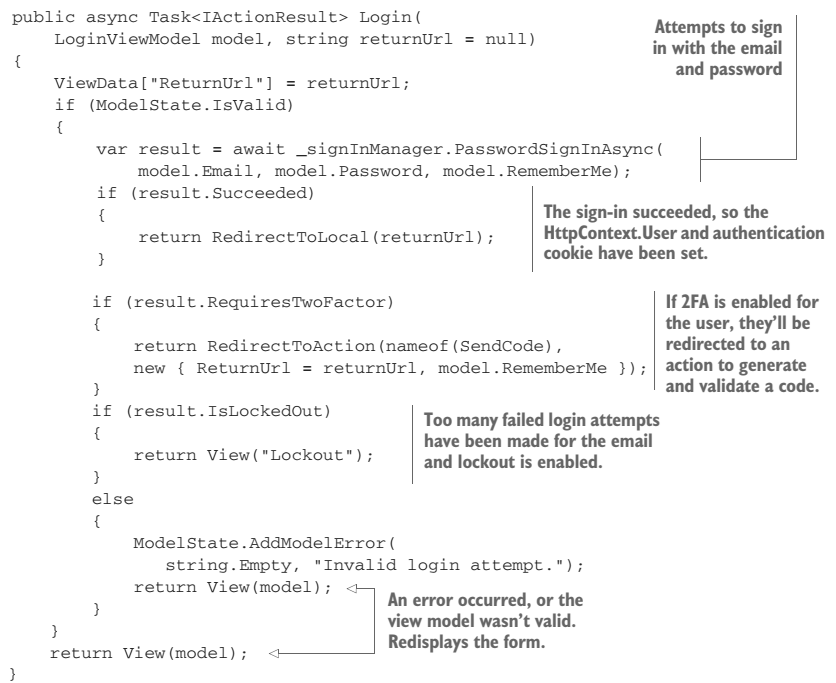 public async Task<IActionResult> Login(
    LoginViewModel model, string returnUrl = null)
{
    ViewData["ReturnUrl"] = returnUrl;
    if (ModelState.IsValid)
    {
        var result = await _signInManager.PasswordSignInAsync(
            model.Email, model.Password, model.RememberMe);
Attempts to sign
in with the email
and password
        if (result.Succeeded)
        {
            return RedirectToLocal(returnUrl);
        }
The sign-in succeeded, so the
HttpContext.User and authentication
cookie have been set.
        if (result.RequiresTwoFactor)
        {
            return RedirectToAction(nameof(SendCode),
            new { ReturnUrl = returnUrl, model.RememberMe });
        }
If 2FA is enabled for
the user, they'll be
redirected to an
action to generate
and validate a code.
        if (result.IsLockedOut)
        {
            return View("Lockout");
        }
Too many failed login attempts
have been made for the email
and lockout is enabled.
        else
        {
            ModelState.AddModelError(
               string.Empty, "Invalid login attempt.");
            return View(model);
        }
    }
    return View(model);
}
An error occurred, or the
view model wasn't valid.
Redisplays the form.